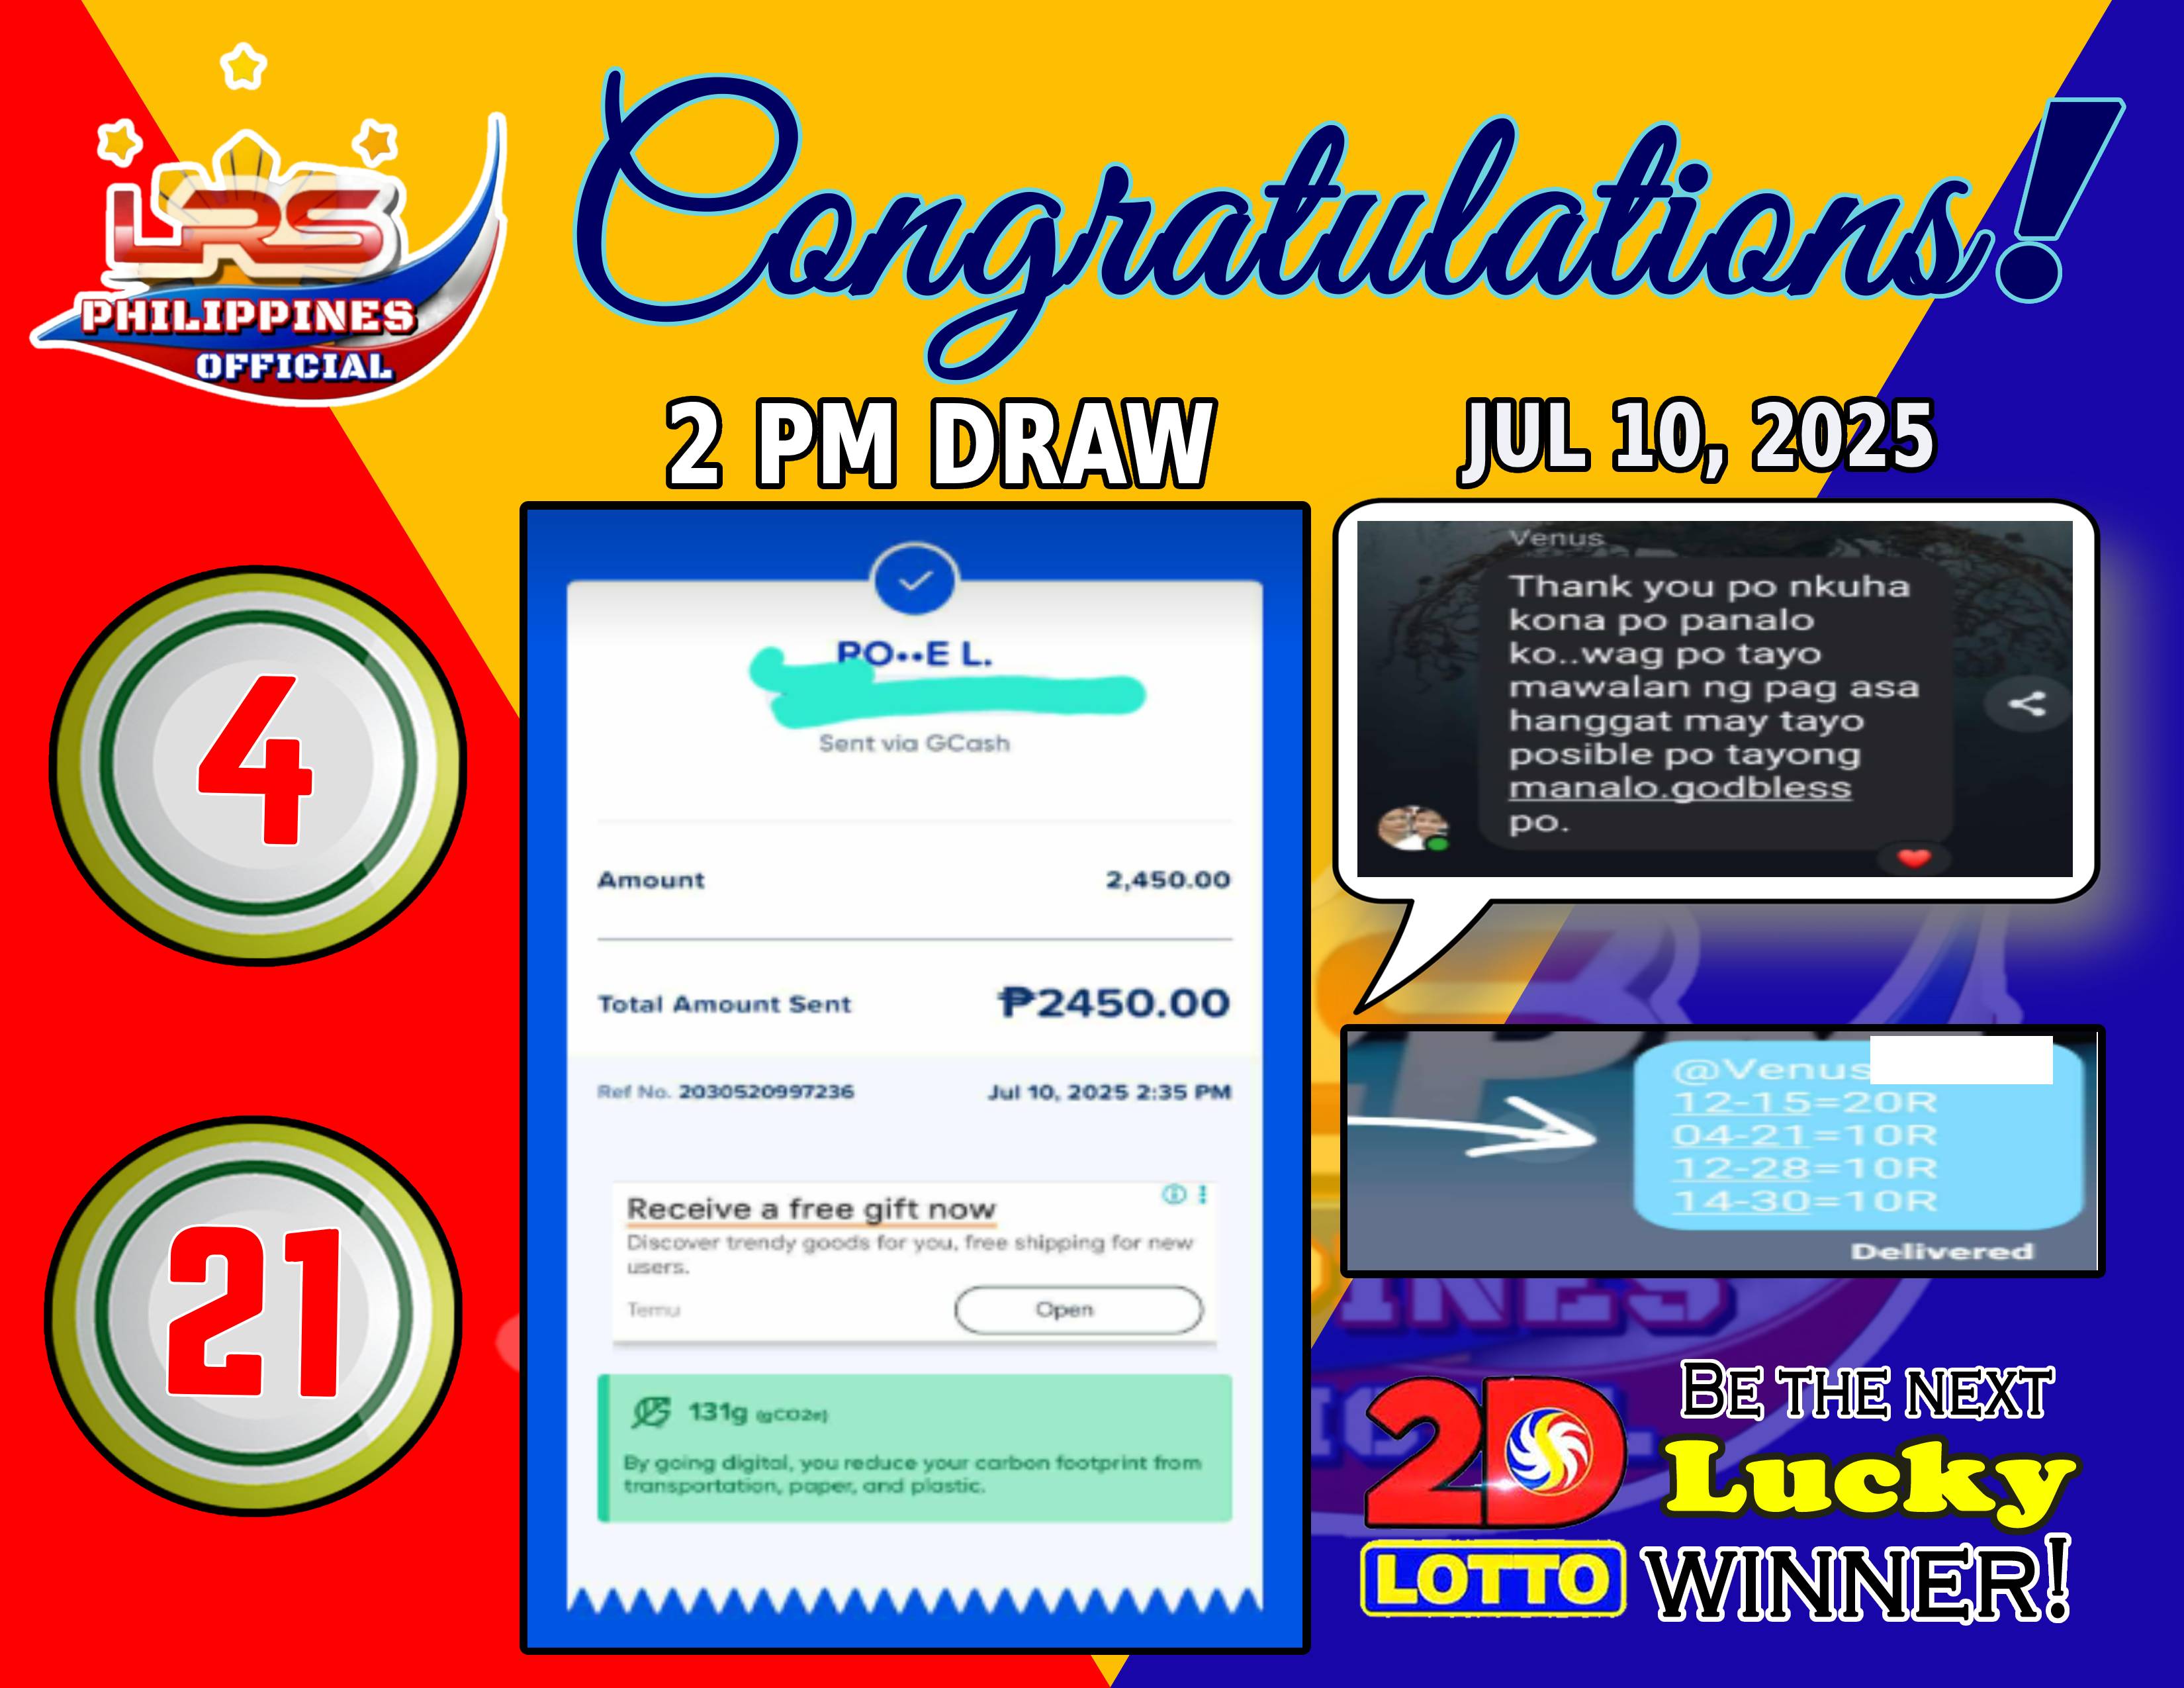 Congratulations!
LRS
PHILIPPINES
OFFICIAL
2 PM DRAW
JUL 10, 2025
4
21
PO••E L.
Sent via GCash
Amount 2,450.00
Total Amount Sent ₱2450.00
Ref No. 2030520997236 Jul 10, 2025 2:35 PM
Receive a free gift now
Discover trendy goods for you, free shipping for new
users.
Temu
Open
131g (gCO2e)
By going digital, you reduce your carbon footprint from
transportation, paper, and plastic.
Venus
Thank you po nkuha
kona po panalo
ko..wag po tayo
mawalan ng pag asa
hanggat may tayo
posible po tayong
manalo.godbless
po.
@Venus
12-15=20R
04-21=10R
12-28=10R
14-30=10R
Delivered
2D
LOTTO
BE THE NEXT
Lucky
WINNER!